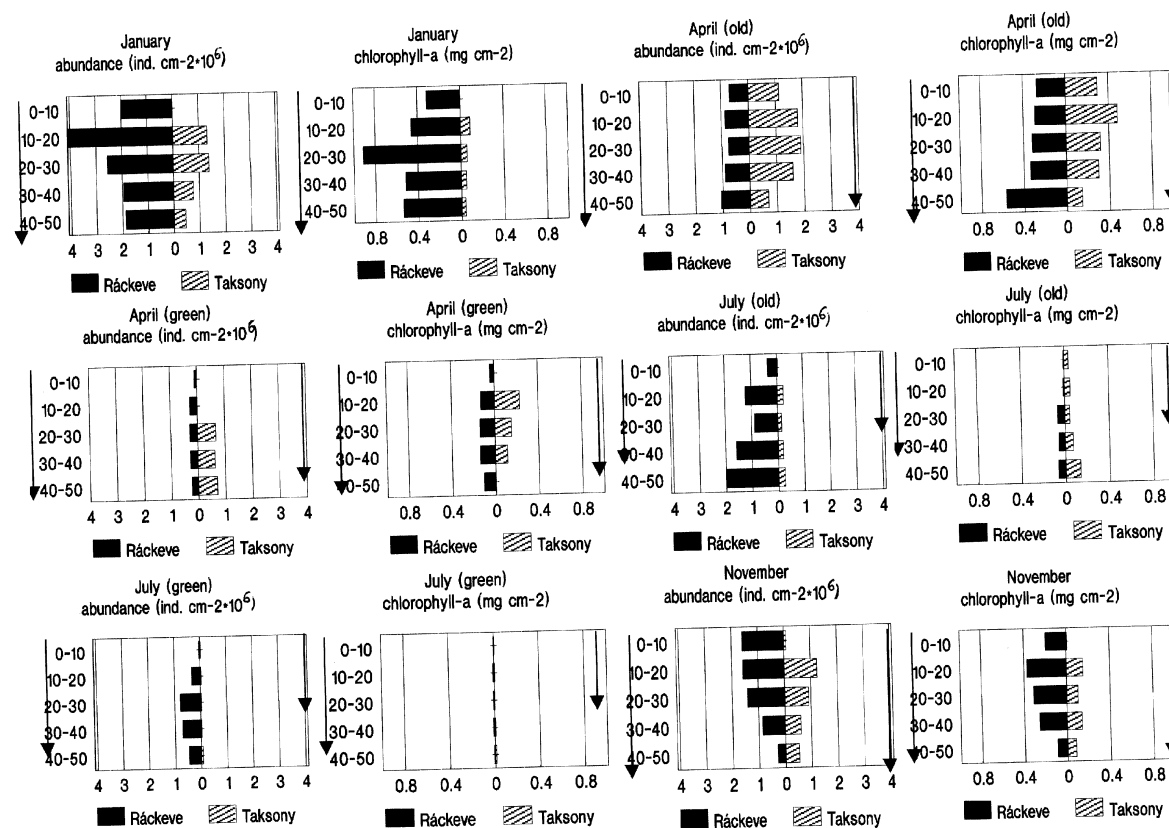 January
abundance (ind. cm-2*10⁶)
0-10
10-20
20-30
30-40
40-50
4 3 2 1 0 1 2 3 4
Ráckeve Taksony
January
chlorophyll-a (mg cm-2)
0-10
10-20
20-30
30-40
40-50
0.8 0.4 0 0.4 0.8
Ráckeve Taksony
April (old)
abundance (ind. cm-2*10⁶)
0-10
10-20
20-30
30-40
40-50
4 3 2 1 0 1 2 3 4
Ráckeve Taksony
April (old)
chlorophyll-a (mg cm-2)
0-10
10-20
20-30
30-40
40-50
0.8 0.4 0 0.4 0.8
Ráckeve Taksony
April (green)
abundance (ind. cm-2*10⁶)
0-10
10-20
20-30
30-40
40-50
4 3 2 1 0 1 2 3 4
Ráckeve Taksony
April (green)
chlorophyll-a (mg cm-2)
0-10
10-20
20-30
30-40
40-50
0.8 0.4 0 0.4 0.8
Ráckeve Taksony
July (old)
abundance (ind. cm-2*10⁶)
0-10
10-20
20-30
30-40
40-50
4 3 2 1 0 1 2 3 4
Ráckeve Taksony
July (old)
chlorophyll-a (mg cm-2)
0-10
10-20
20-30
30-40
40-50
0.8 0.4 0 0.4 0.8
Ráckeve Taksony
July (green)
abundance (ind. cm-2*10⁶)
0-10
10-20
20-30
30-40
40-50
4 3 2 1 0 1 2 3 4
Ráckeve Taksony
July (green)
chlorophyll-a (mg cm-2)
0-10
10-20
20-30
30-40
40-50
0.8 0.4 0 0.4 0.8
Ráckeve Taksony
November
abundance (ind. cm-2*10⁶)
0-10
10-20
20-30
30-40
40-50
4 3 2 1 0 1 2 3 4
Ráckeve Taksony
November
chlorophyll-a (mg cm-2)
0-10
10-20
20-30
30-40
40-50
0.8 0.4 0 0.4 0.8
Ráckeve Taksony